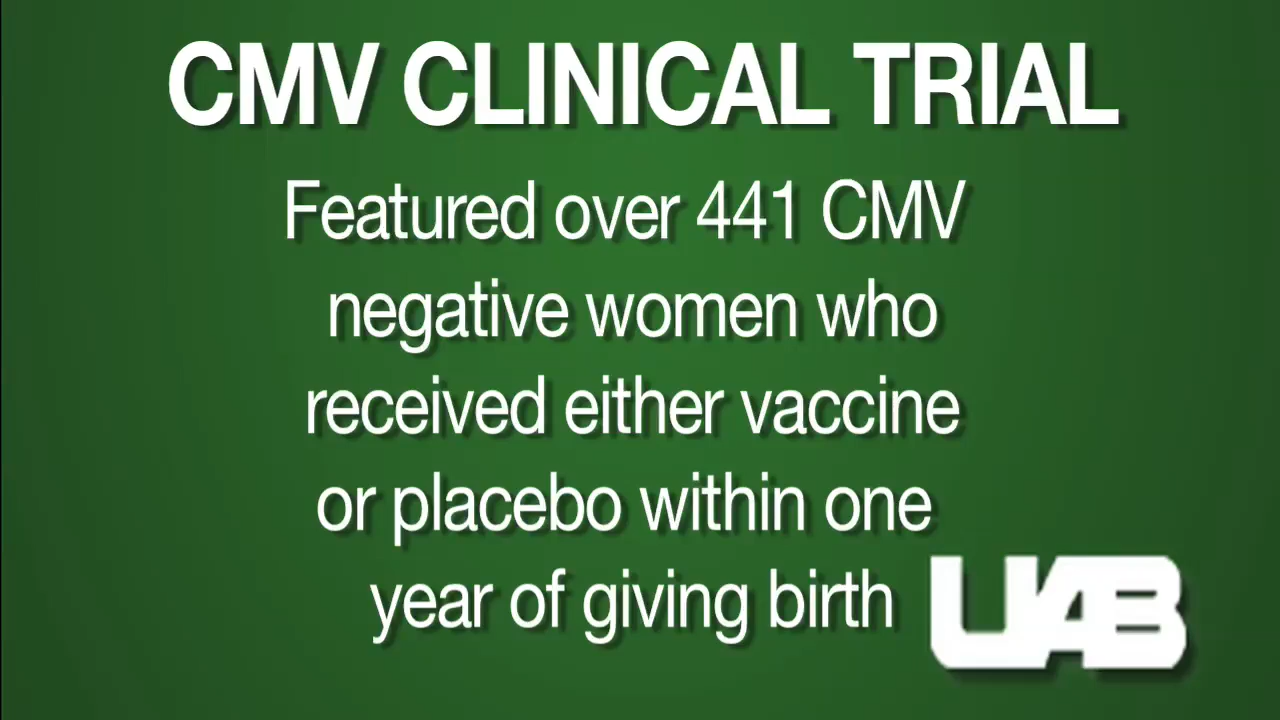 CMV CLINICAL TRIAL
Featured over 441 CMV
negative women who
received either vaccine
or placebo within one
year of giving birth
UAB